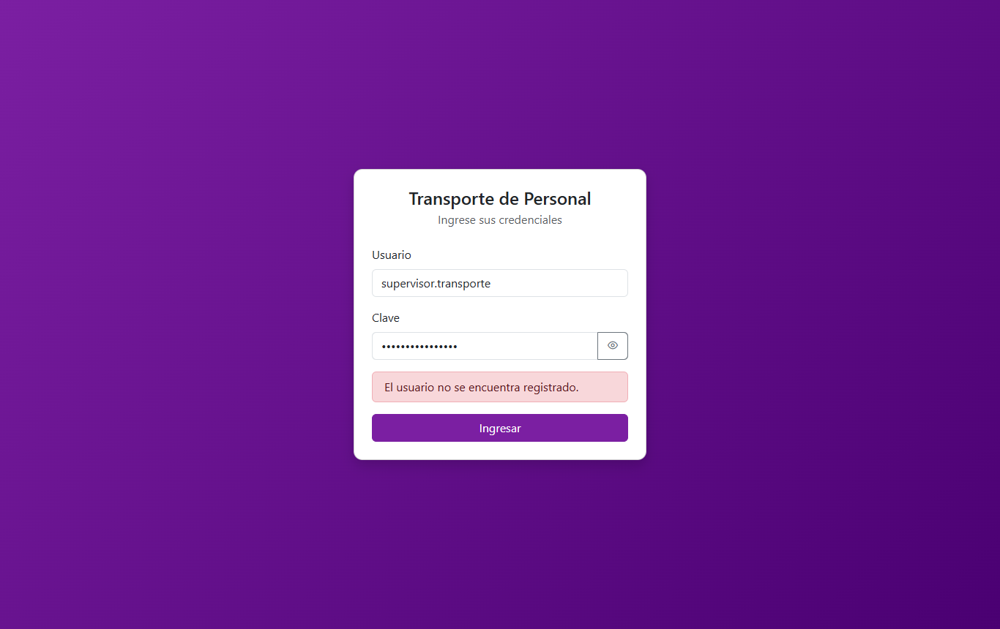 Transporte de Personal
Ingrese sus credenciales
Usuario
supervisor.transporte
Clave
••••••••••••••••
El usuario no se encuentra registrado.
Ingresar